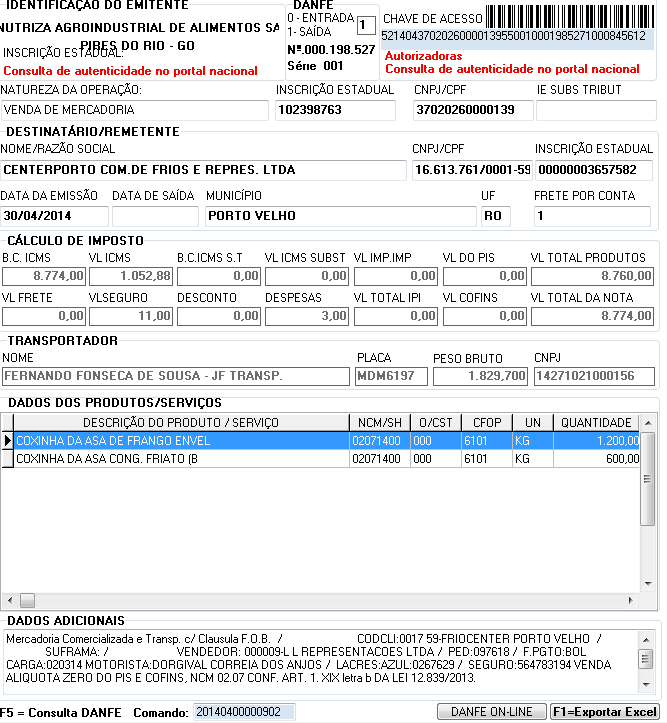 IDENTIFICAÇÃO DO EMITENTE
NUTRIZA AGROINDUSTRIAL DE ALIMENTOS SA
PIRES DO RIO - GO
INSCRIÇÃO ESTADUAL:
Consulta de autenticidade no portal nacional
DANFE
0 - ENTRADA
1- SAÍDA
1
Nª.000.198.527
Série 001
CHAVE DE ACESSO
52140437020260000139550010001985271000845612
Autorizadoras
Consulta de autenticidade no portal nacional
NATUREZA DA OPERAÇÃO: INSCRIÇÃO ESTADUAL CNPJ/CPF IE SUBS TRIBUT
VENDA DE MERCADORIA 102398763 37020260000139
DESTINATÁRIO/REMETENTE
NOME/RAZÃO SOCIAL CNPJ/CPF INSCRIÇÃO ESTADUAL
CENTERPORTO COM.DE FRIOS E REPRES. LTDA 16.613.761/0001-59 00000003657582
DATA DA EMISSÃO DATA DE SAÍDA MUNICÍPIO UF FRETE POR CONTA
30/04/2014 PORTO VELHO RO 1
CÁLCULO DE IMPOSTO
B.C. ICMS VL ICMS B.C.ICMS S.T VL ICMS SUBST VL IMP.IMP VL DO PIS VL TOTAL PRODUTOS
8.774,00 1.052,88 0,00 0,00 0,00 0,00 8.760,00
VL FRETE VLSEGURO DESCONTO DESPESAS VL TOTAL IPI VL COFINS VL TOTAL DA NOTA
0,00 11,00 0,00 3,00 0,00 0,00 8.774,00
TRANSPORTADOR
NOME PLACA PESO BRUTO CNPJ
FERNANDO FONSECA DE SOUSA - JF TRANSP. MDM6197 1.829,700 14271021000156
DADOS DOS PRODUTOS/SERVIÇOS
DESCRIÇÃO DO PRODUTO / SERVIÇO NCM/SH O/CST CFOP UN QUANTIDADE
COXINHA DA ASA DE FRANGO ENVEL 02071400 000 6101 KG 1.200,00
COXINHA DA ASA CONG. FRIATO (B 02071400 000 6101 KG 600,00
DADOS ADICIONAIS
Mercadoria Comercializada e Transp. c/ Clausula F.O.B. / CODCLI:0017 59-FRIOCENTER PORTO VELHO /
SUFRAMA: / VENDEDOR: 000009-L L REPRESENTACOES LTDA / PED:097618 / F.PGTO:BOL
CARGA:020314 MOTORISTA:DORGIVAL CORREIA DOS ANJOS / LACRES:AZUL:0267629 / SEGURO:564783194 VENDA
ALIQUOTA ZERO DO PIS E COFINS, NCM 02.07 CONF. ART. 1. XIX letra b DA LEI 12.839/2013.
F5 = Consulta DANFE Comando: 20140400000902 DANFE ON-LINE F1=Exportar Excel